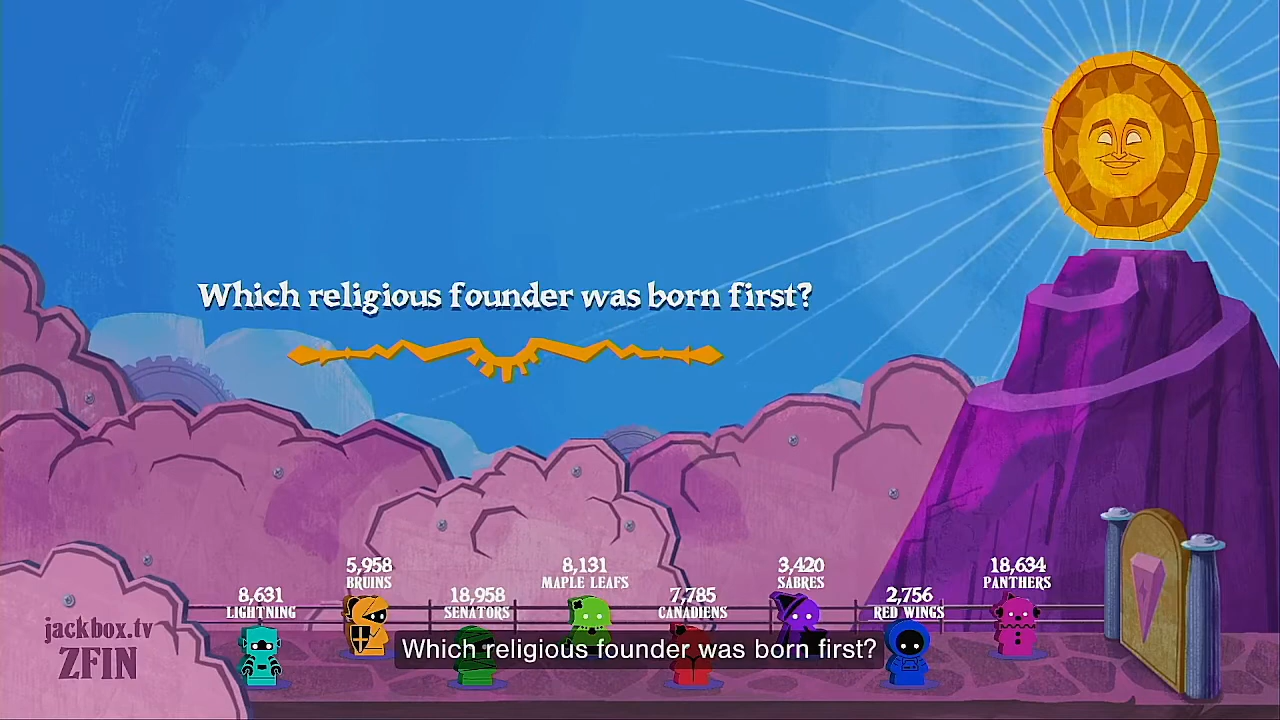 Which religious founder was born first?
5,958
BRUINS
8,131
MAPLE LEAFS
3,420
SABRES
18,634
PANTHERS
8,631
LIGHTNING
18,958
SENATORS
7,785
CANADIENS
2,756
RED WINGS
jackbox.tv
ZFIN
Which religious founder was born first?